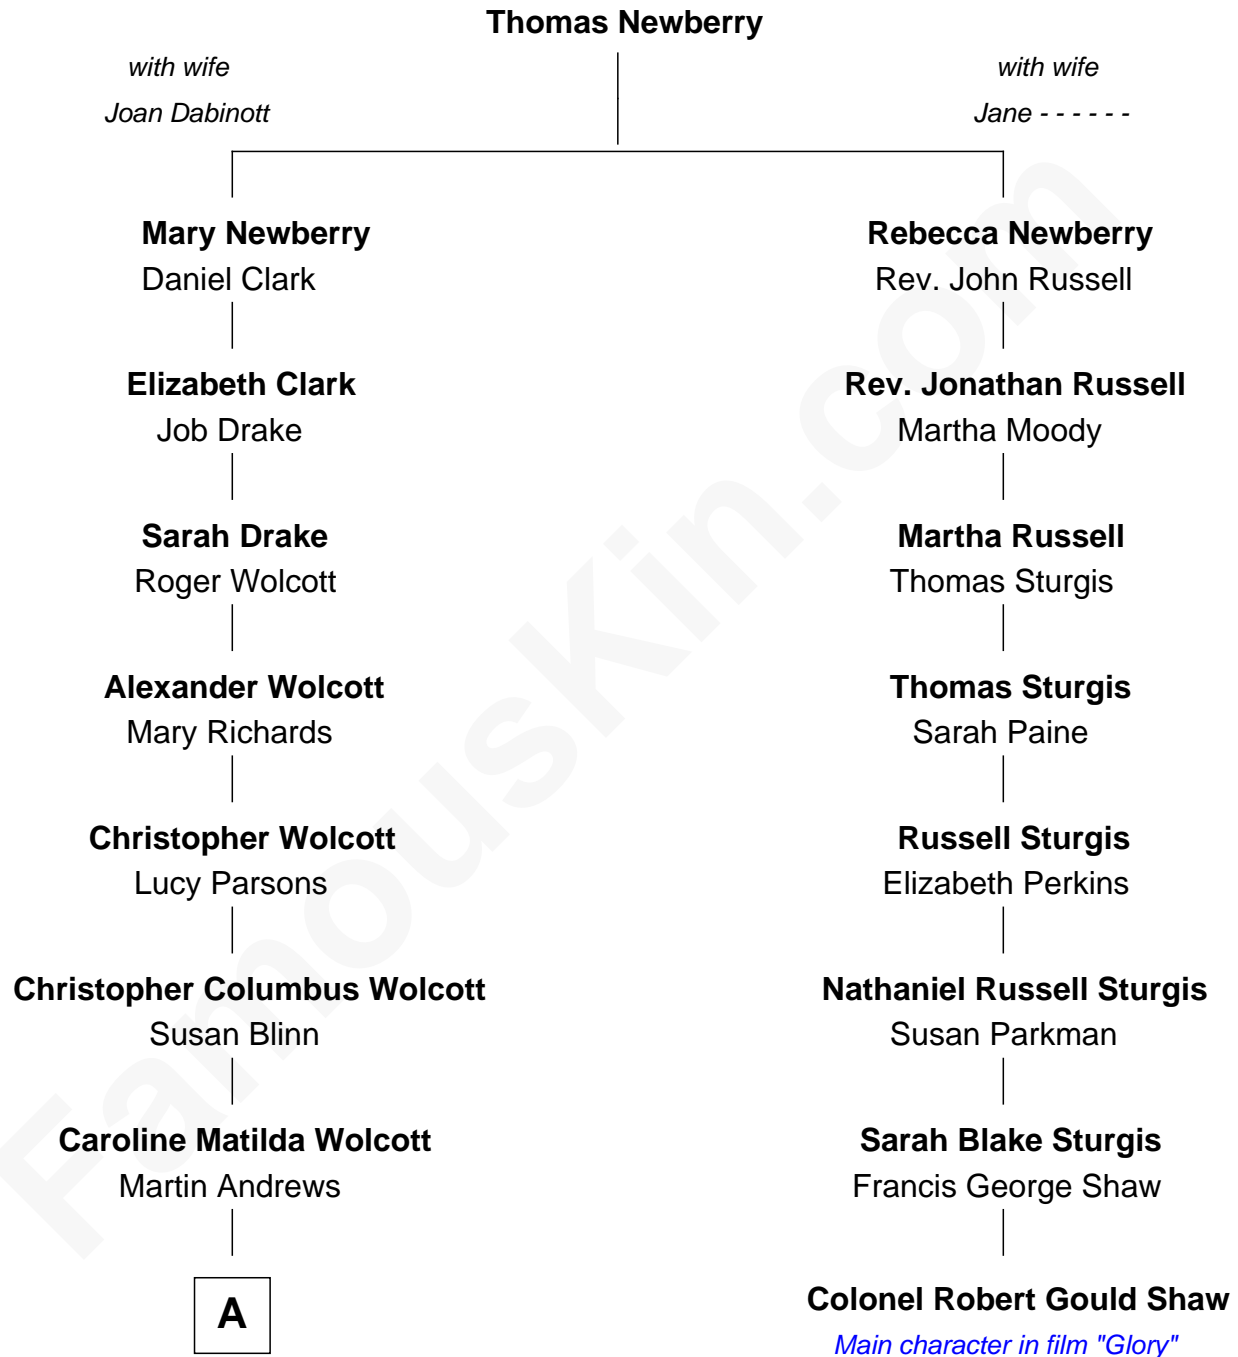 Thomas Newberry
with wife
with wife
Joan Dabinott
Jane - - - - - -
Mary Newberry
Rebecca Newberry
Daniel Clark
Rev. John Russell
Elizabeth Clark
Rev. Jonathan Russell
Job Drake
Martha Moody
Sarah Drake
Martha Russell
Roger Wolcott
Thomas Sturgis
Alexander Wolcott
Thomas Sturgis
Mary Richards
Sarah Paine
Christopher Wolcott
Russell Sturgis
Lucy Parsons
Elizabeth Perkins
Christopher Columbus Wolcott
Nathaniel Russell Sturgis
Susan Blinn
Susan Parkman
Caroline Matilda Wolcott
Sarah Blake Sturgis
Martin Andrews
Francis George Shaw
A
Colonel Robert Gould Shaw
Main character in film "Glory"
FamousKin.com